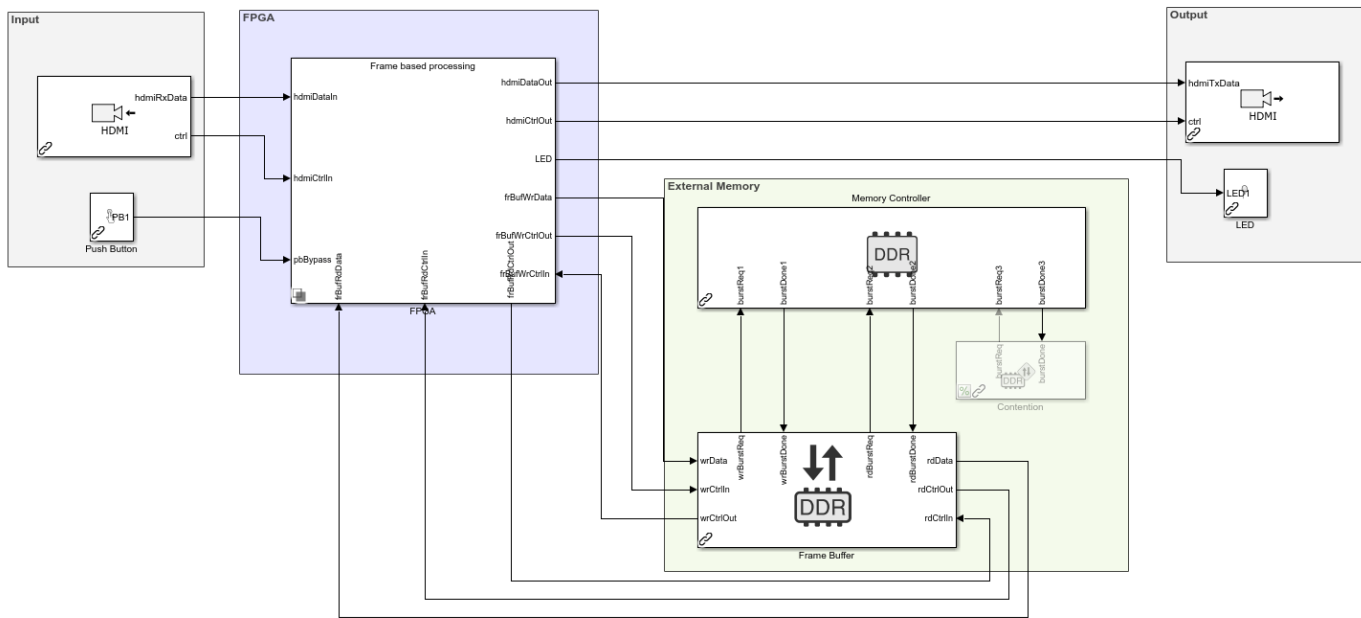 Input
hdmiRxData
HDMI
ctrl
PB1
Push Button
FPGA
Frame based processing
hdmiDataIn
hdmiCtrlIn
pbBypass
hdmiDataOut
hdmiCtrlOut
LED
frBufWrData
frBufWrCtrlOut
frBufWrCtrlIn
frBufRdData
frBufRdCtrlIn
frBufRdCtrlOut
FPGA
External Memory
Memory Controller
DDR
burstReq1
burstDone1
burstReq2
burstDone2
burstReq3
burstDone3
burstReq
burstDone
DDR
Contention
wrData
wrCtrlIn
wrCtrlOut
wrBurstReq
wrBurstDone
rdBurstReq
rdBurstDone
DDR
rdData
rdCtrlOut
rdCtrlIn
Frame Buffer
Output
hdmiTxData
HDMI
ctrl
LED1
LED